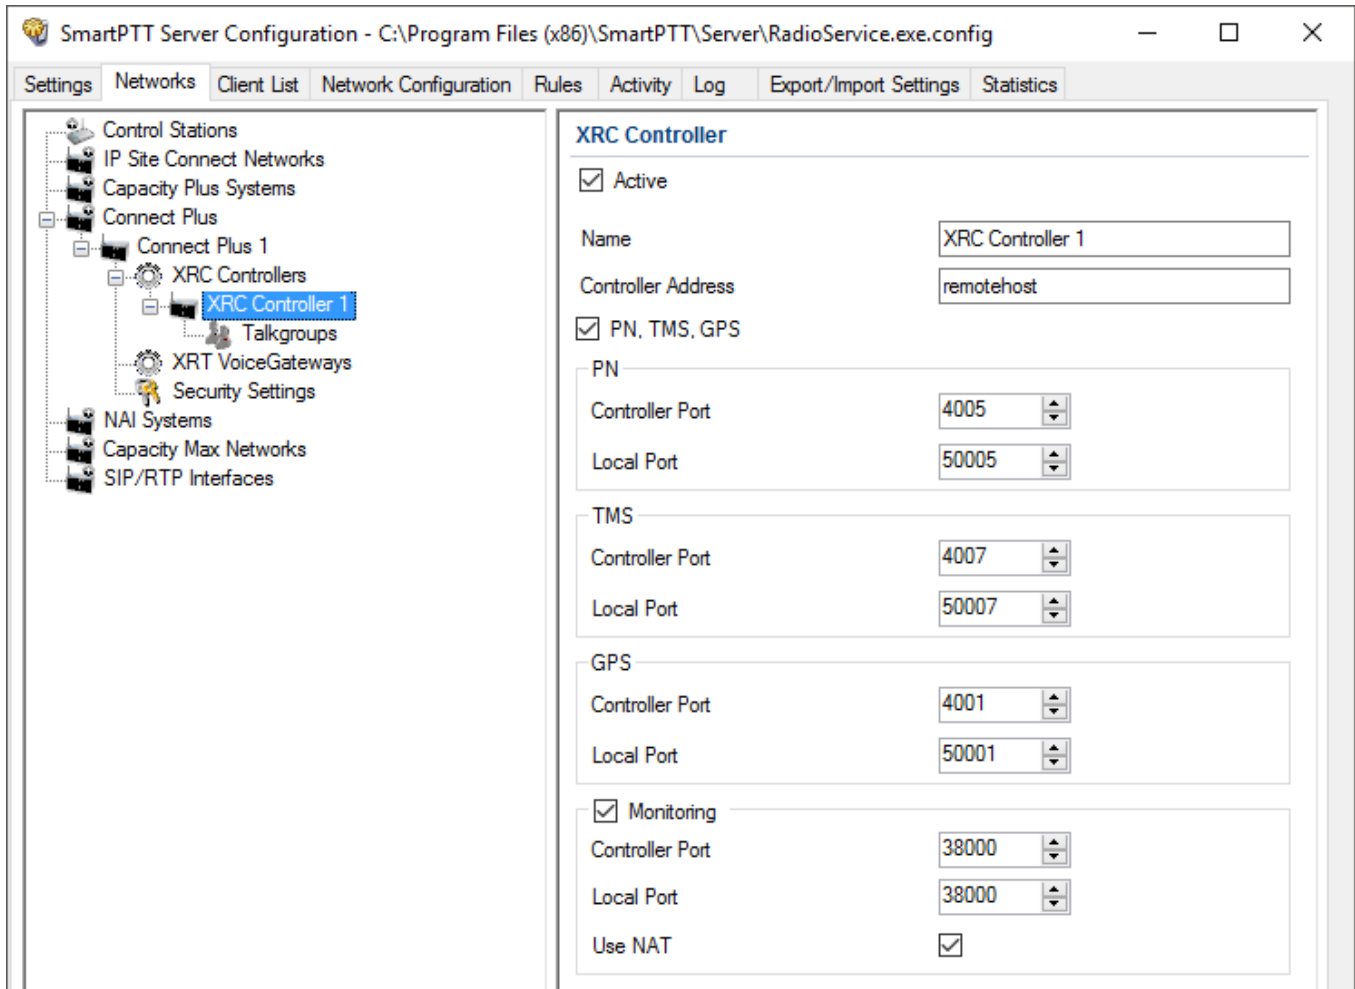 SmartPTT Server Configuration - C:\Program Files (x86)\SmartPTT\Server\RadioService.exe.config
Settings Networks Client List Network Configuration Rules Activity Log Export/Import Settings Statistics
Control Stations
IP Site Connect Networks
Capacity Plus Systems
Connect Plus
Connect Plus 1
XRC Controllers
XRC Controller 1
Talkgroups
XRT VoiceGateways
Security Settings
NAI Systems
Capacity Max Networks
SIP/RTP Interfaces
XRC Controller
Active
Name XRC Controller 1
Controller Address remotehost
PN, TMS, GPS
PN
Controller Port 4005
Local Port 50005
TMS
Controller Port 4007
Local Port 50007
GPS
Controller Port 4001
Local Port 50001
Monitoring
Controller Port 38000
Local Port 38000
Use NAT